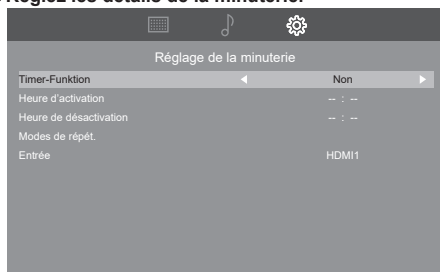 Réglez les détails de la minuterie.
Réglage de la minuterie
Timer-Funktion Non
Heure d'activation -- : --
Heure de désactivation -- : --
Modes de répét.
Entrée HDMI1